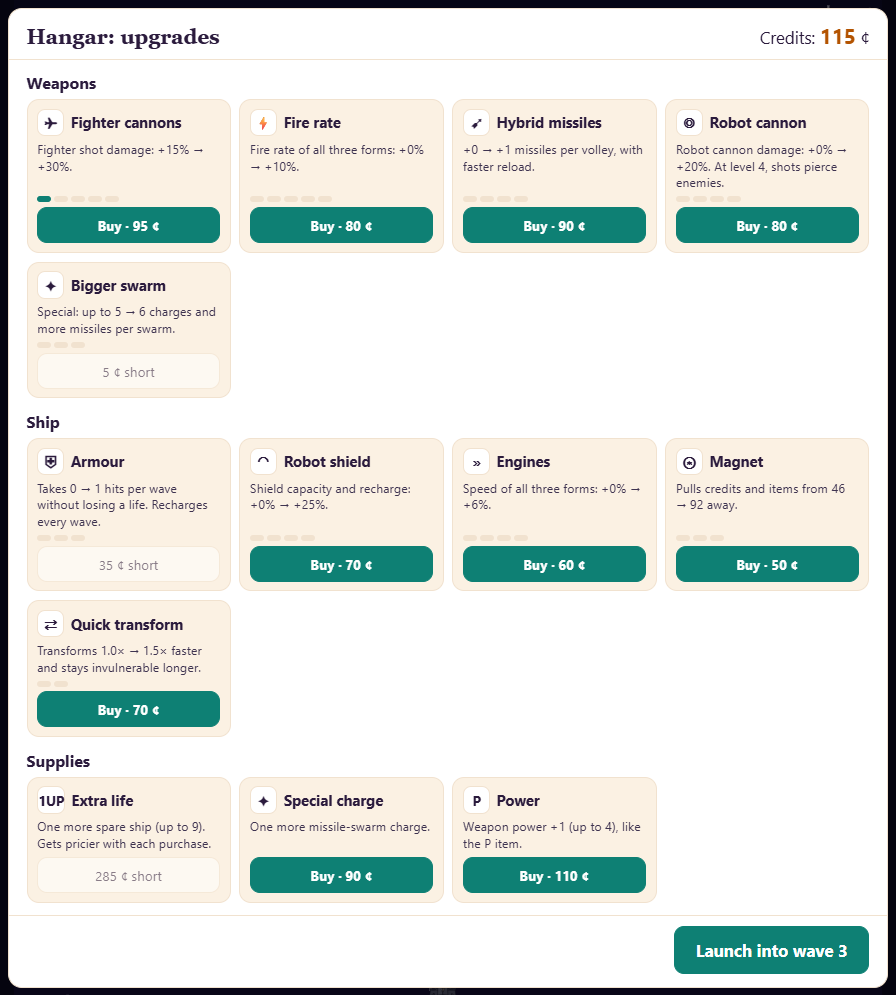 Hangar: upgrades
Credits: 115 ¢
Weapons
Fighter cannons
Fighter shot damage: +15% →
+30%.
Buy · 95 ¢
Fire rate
Fire rate of all three forms: +0%
→ +10%.
Buy · 80 ¢
Hybrid missiles
+0 → +1 missiles per volley, with
faster reload.
Buy · 90 ¢
Robot cannon
Robot cannon damage: +0% →
+20%. At level 4, shots pierce
enemies.
Buy · 80 ¢
Bigger swarm
Special: up to 5 → 6 charges and
more missiles per swarm.
5 ¢ short
Ship
Armour
Takes 0 → 1 hits per wave
without losing a life. Recharges
every wave.
35 ¢ short
Robot shield
Shield capacity and recharge:
+0% → +25%.
Buy · 70 ¢
Engines
Speed of all three forms: +0% →
+6%.
Buy · 60 ¢
Magnet
Pulls credits and items from 46
→ 92 away.
Buy · 50 ¢
Quick transform
Transforms 1.0× → 1.5× faster
and stays invulnerable longer.
Buy · 70 ¢
Supplies
1UP Extra life
One more spare ship (up to 9).
Gets pricier with each purchase.
285 ¢ short
Special charge
One more missile-swarm charge.
Buy · 90 ¢
P Power
Weapon power +1 (up to 4), like
the P item.
Buy · 110 ¢
Launch into wave 3